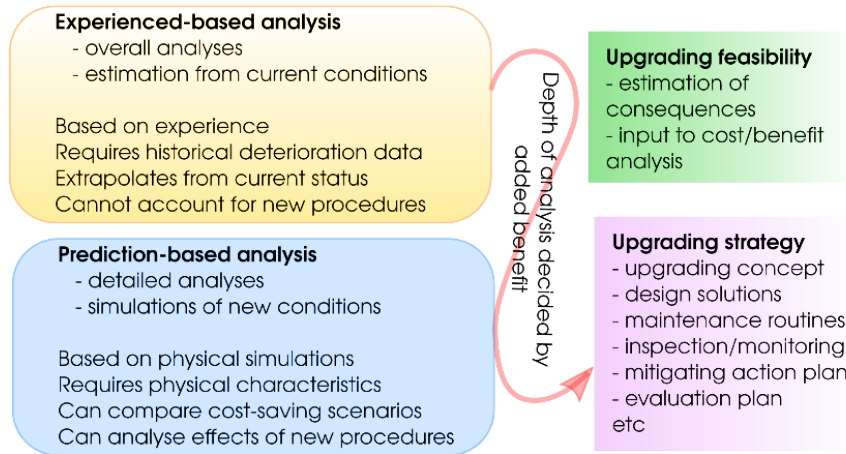 Experienced-based analysis
- overall analyses
- estimation from current conditions
Based on experience
Requires historical deterioration data
Extrapolates from current status
Cannot account for new procedures
Prediction-based analysis
- detailed analyses
- simulations of new conditions
Based on physical simulations
Requires physical characteristics
Can compare cost-saving scenarios
Can analyse effects of new procedures
Depth of analysis decided by
added benefit
Upgrading feasibility
- estimation of
consequences
- input to cost/benefit
analysis
Upgrading strategy
- upgrading concept
- design solutions
- maintenance routines
- inspection/monitoring
- mitigating action plan
- evaluation plan
etc